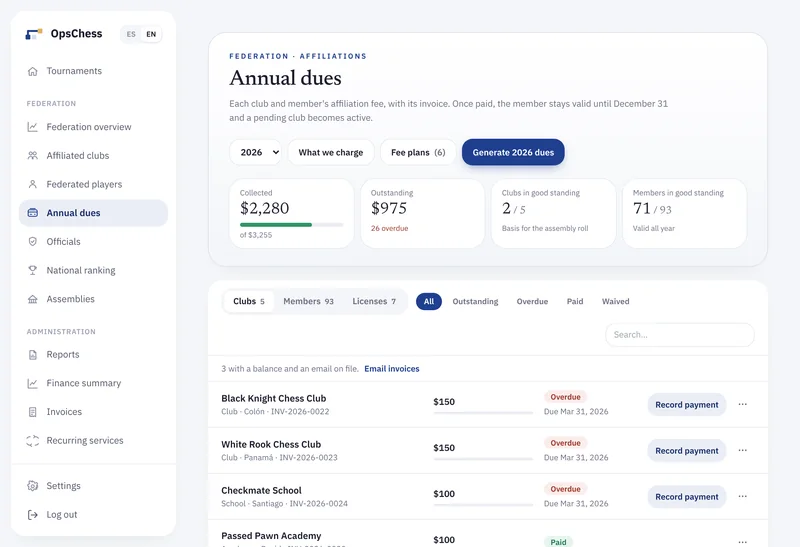 OpsChess
ES EN
Tournaments
FEDERATION
Federation overview
Affiliated clubs
Federated players
Annual dues
Officials
National ranking
Assemblies
ADMINISTRATION
Reports
Finance summary
Invoices
Recurring services
Settings
Log out
FEDERATION · AFFILIATIONS
Annual dues
Each club and member's affiliation fee, with its invoice. Once paid, the member stays valid until December 31
and a pending club becomes active.
2026 What we charge Fee plans (6) Generate 2026 dues
Collected
$2,280
of $3,255
Outstanding
$975
26 overdue
Clubs in good standing
2 / 5
Basis for the assembly roll
Members in good standing
71 / 93
Valid all year
Clubs 5 Members 93 Licenses 7 All Outstanding Overdue Paid Waived
Search...
3 with a balance and an email on file. Email invoices
Black Knight Chess Club
Club · Colón · INV-2026-0022
$150
Overdue
Due Mar 31, 2026
Record payment ...
White Rook Chess Club
Club · Panamá · INV-2026-0023
$150
Overdue
Due Mar 31, 2026
Record payment ...
Checkmate School
School · Santiago · INV-2026-0024
$100
Overdue
Due Mar 31, 2026
Record payment ...
Passed Pawn Academy
$100
Paid
...